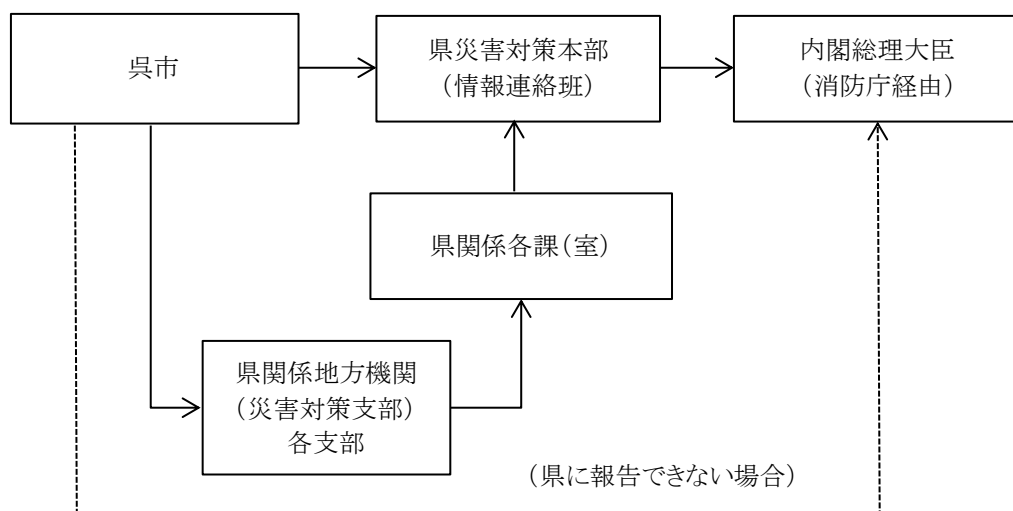 呉市
県災害対策本部
（情報連絡班）
内閣総理大臣
（消防庁経由）
県関係各課（室）
県関係地方機関
（災害対策支部）
各支部
（県に報告できない場合）